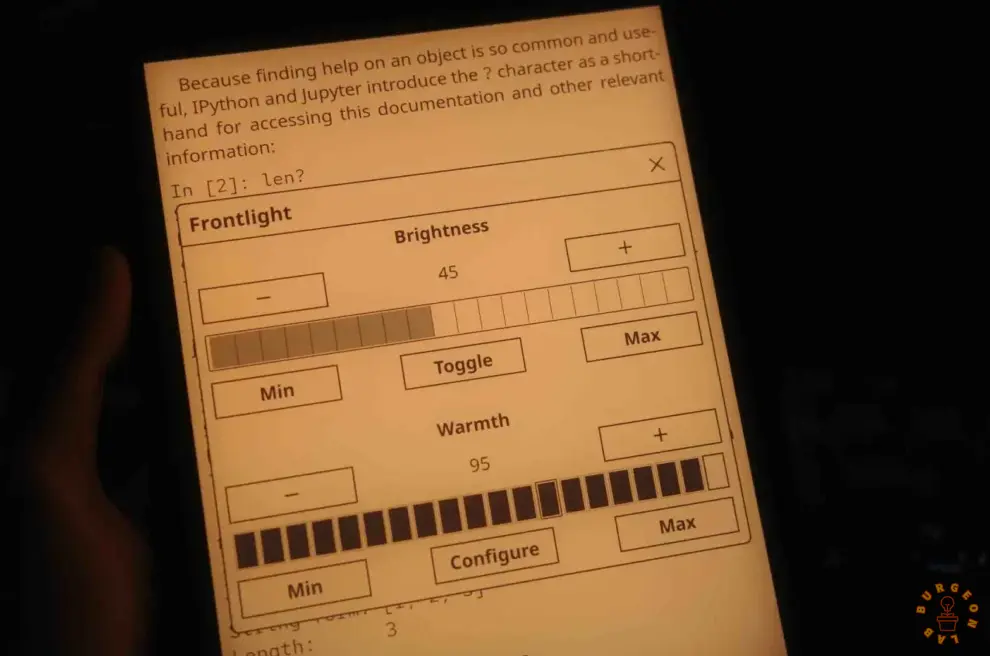 Because finding help on an object is so common and use-
ful, IPython and Jupyter introduce the ? character as a short-
hand for accessing this documentation and other relevant
information:
In [2]: len?
Frontlight ×
Brightness
− 45 +
Min Toggle Max
Warmth
− 95 +
Min Configure Max
Length: 3
BURGEON LAB